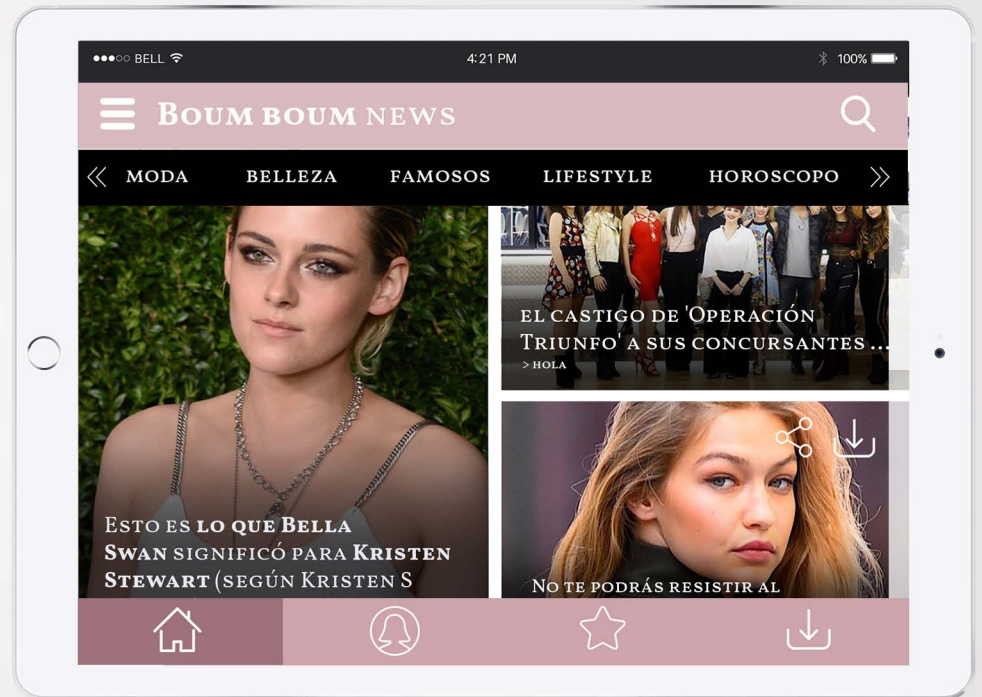 BELL
4:21 PM
100%
BOUM BOUM NEWS
MODA BELLEZA FAMOSOS LIFESTYLE HOROSCOPO
EL CASTIGO DE 'OPERACIÓN
TRIUNFO' A SUS CONCURSANTES ...
> HOLA
ESTO ES LO QUE BELLA
SWAN SIGNIFICÓ PARA KRISTEN
STEWART (SEGÚN KRISTEN S
NO TE PODRÁS RESISTIR AL